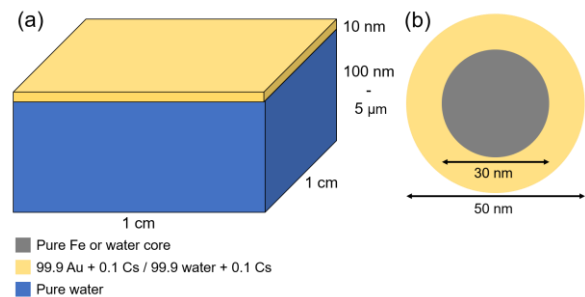 (a)
10 nm
100 nm
-
5 µm
1 cm
1 cm
(b)
30 nm
50 nm
Pure Fe or water core
99.9 Au + 0.1 Cs / 99.9 water + 0.1 Cs
Pure water